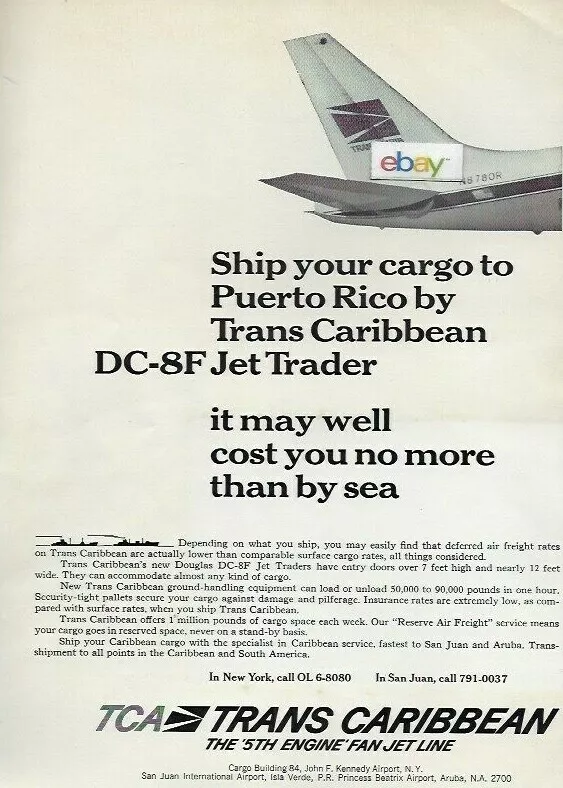 TRANS
ebay
N8780R
Ship your cargo to
Puerto Rico by
Trans Caribbean
DC-8F Jet Trader
it may well
cost you no more
than by sea
Depending on what you ship, you may easily find that deferred air freight rates
on Trans Caribbean are actually lower than comparable surface cargo rates, all things considered.
Trans Caribbean's new Douglas DC-8F Jet Traders have entry doors over 7 feet high and nearly 12 feet
wide. They can accommodate almost any kind of cargo.
New Trans Caribbean ground-handling equipment can load or unload 50,000 to 90,000 pounds in one hour.
Security-tight pallets secure your cargo against damage and pilferage. Insurance rates are extremely low, as com-
pared with surface rates, when you ship Trans Caribbean.
Trans Caribbean offers 1 million pounds of cargo space each week. Our "Reserve Air Freight" service means
your cargo goes in reserved space, never on a stand-by basis.
Ship your Caribbean cargo with the specialist in Caribbean service, fastest to San Juan and Aruba. Trans-
shipment to all points in the Caribbean and South America.
In New York, call OL 6-8080 In San Juan, call 791-0037
TCA TRANS CARIBBEAN
THE '5TH ENGINE' FAN JET LINE
Cargo Building 84, John F. Kennedy Airport, N.Y.
San Juan International Airport, Isla Verde, P.R. Princess Beatrix Airport, Aruba, N.A. 2700